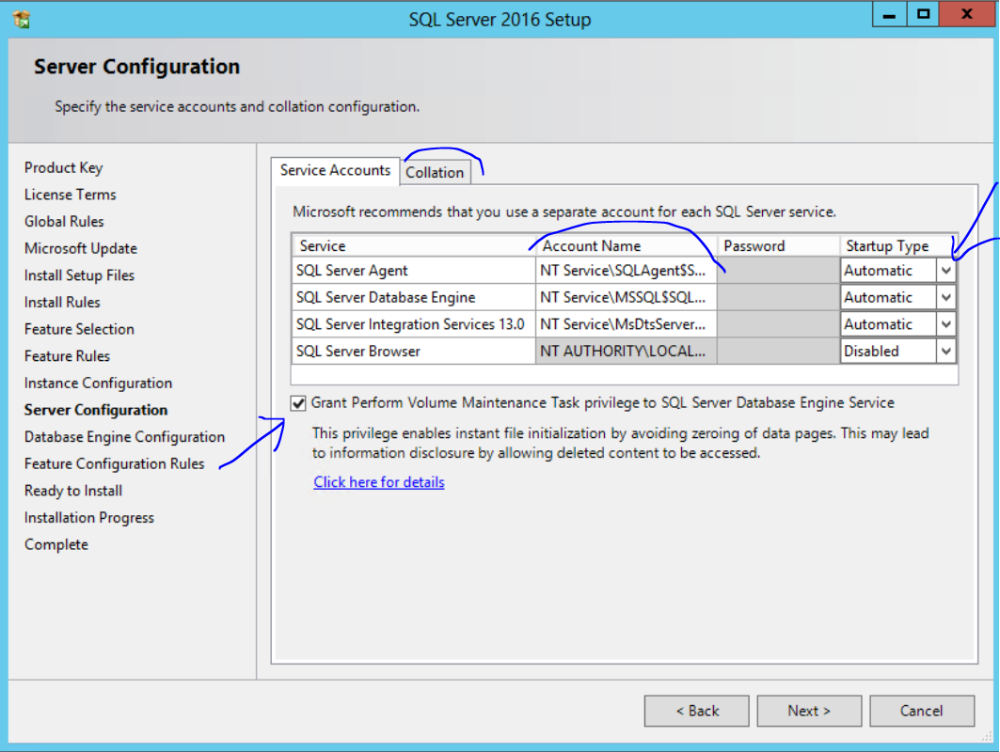 SQL Server 2016 Setup
Server Configuration
Specify the service accounts and collation configuration.
Product Key
License Terms
Global Rules
Microsoft Update
Install Setup Files
Install Rules
Feature Selection
Feature Rules
Instance Configuration
Server Configuration
Database Engine Configuration
Feature Configuration Rules
Ready to Install
Installation Progress
Complete
Service Accounts Collation
Microsoft recommends that you use a separate account for each SQL Server service.
Service Account Name Password Startup Type
SQL Server Agent NT Service\SQLAgent$S... Automatic
SQL Server Database Engine NT Service\MSSQL$SQL... Automatic
SQL Server Integration Services 13.0 NT Service\MsDtsServer... Automatic
SQL Server Browser NT AUTHORITY\LOCAL... Disabled
Grant Perform Volume Maintenance Task privilege to SQL Server Database Engine Service
This privilege enables instant file initialization by avoiding zeroing of data pages. This may lead
to information disclosure by allowing deleted content to be accessed.
Click here for details
< Back Next > Cancel